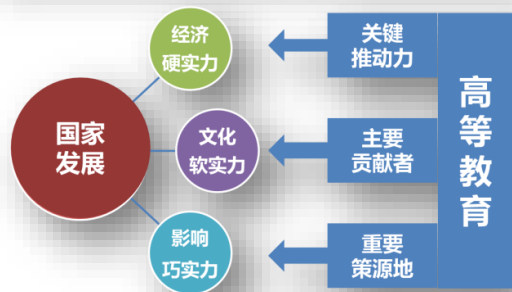 国家
发展
经济
硬实力
文化
软实力
影响
巧实力
关键
推动力
主要
贡献者
重要
策源地
高等教育